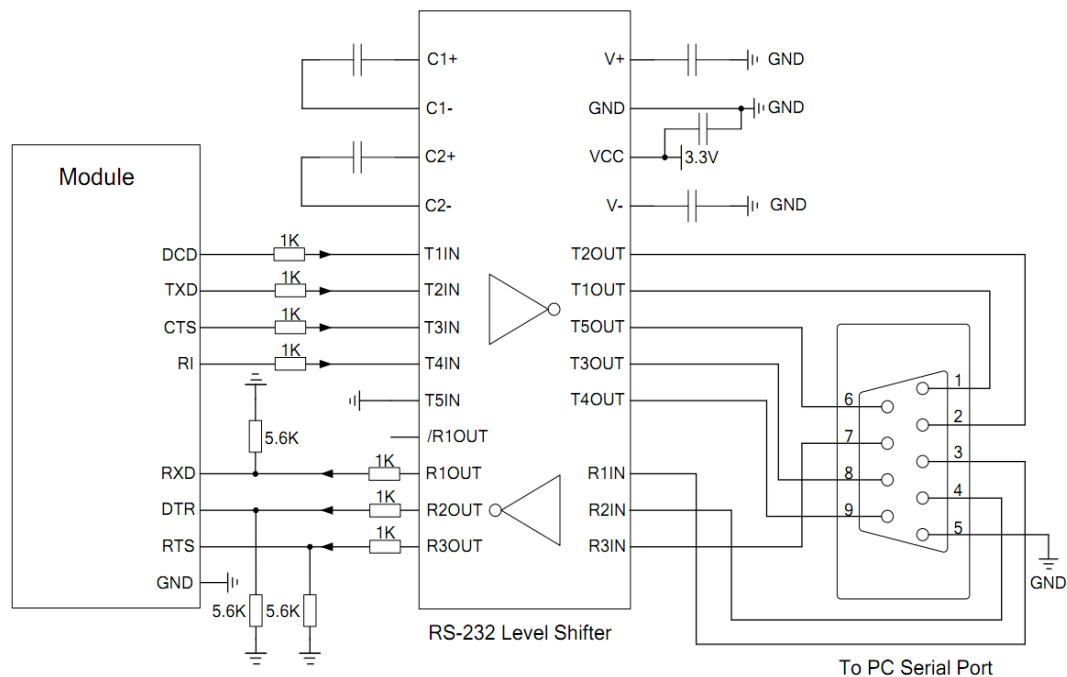 Module
DCD
TXD
CTS
RI
RXD
DTR
RTS
GND
1K
1K
1K
1K
5.6K
1K
1K
1K
5.6K
5.6K
C1+
C1-
C2+
C2-
T1IN
T2IN
T3IN
T4IN
T5IN
/R1OUT
R1OUT
R2OUT
R3OUT
V+
GND
VCC
V-
T2OUT
T1OUT
T5OUT
T3OUT
T4OUT
R1IN
R2IN
R3IN
GND
GND
3.3V
GND
6
7
8
9
1
2
3
4
5
GND
RS-232 Level Shifter
To PC Serial Port